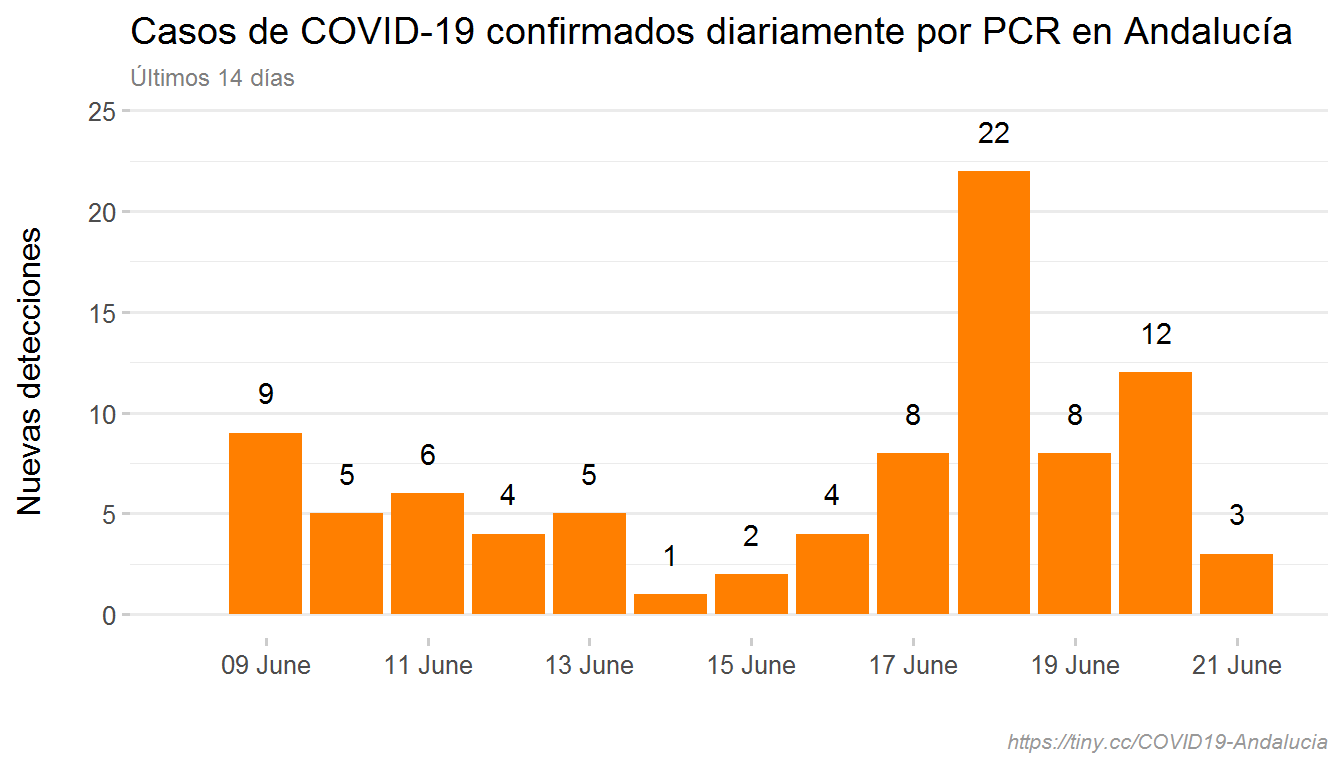 Casos de COVID-19 confirmados diariamente por PCR en Andalucía
Últimos 14 días
Nuevas detecciones
25
20
15
10
5
0
9
5
6
4
5
1
2
4
8
22
8
12
3
09 June
11 June
13 June
15 June
17 June
19 June
21 June
https://tiny.cc/COVID19-Andalucia